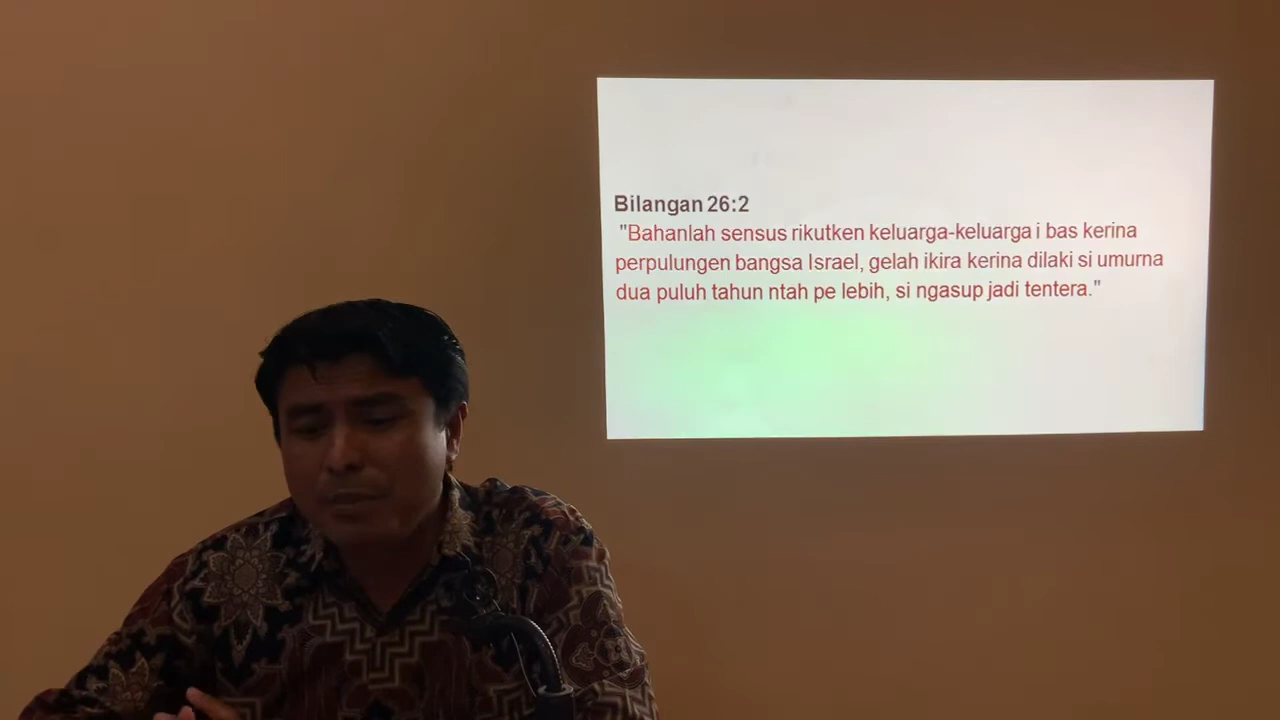 Bilangan 26:2
"Bahanlah sensus rikutken keluarga-keluarga i bas kerina
perpulungen bangsa Israel, gelah ikira kerina dilaki si umurna
dua puluh tahun ntah pe lebih, si ngasup jadi tentera."